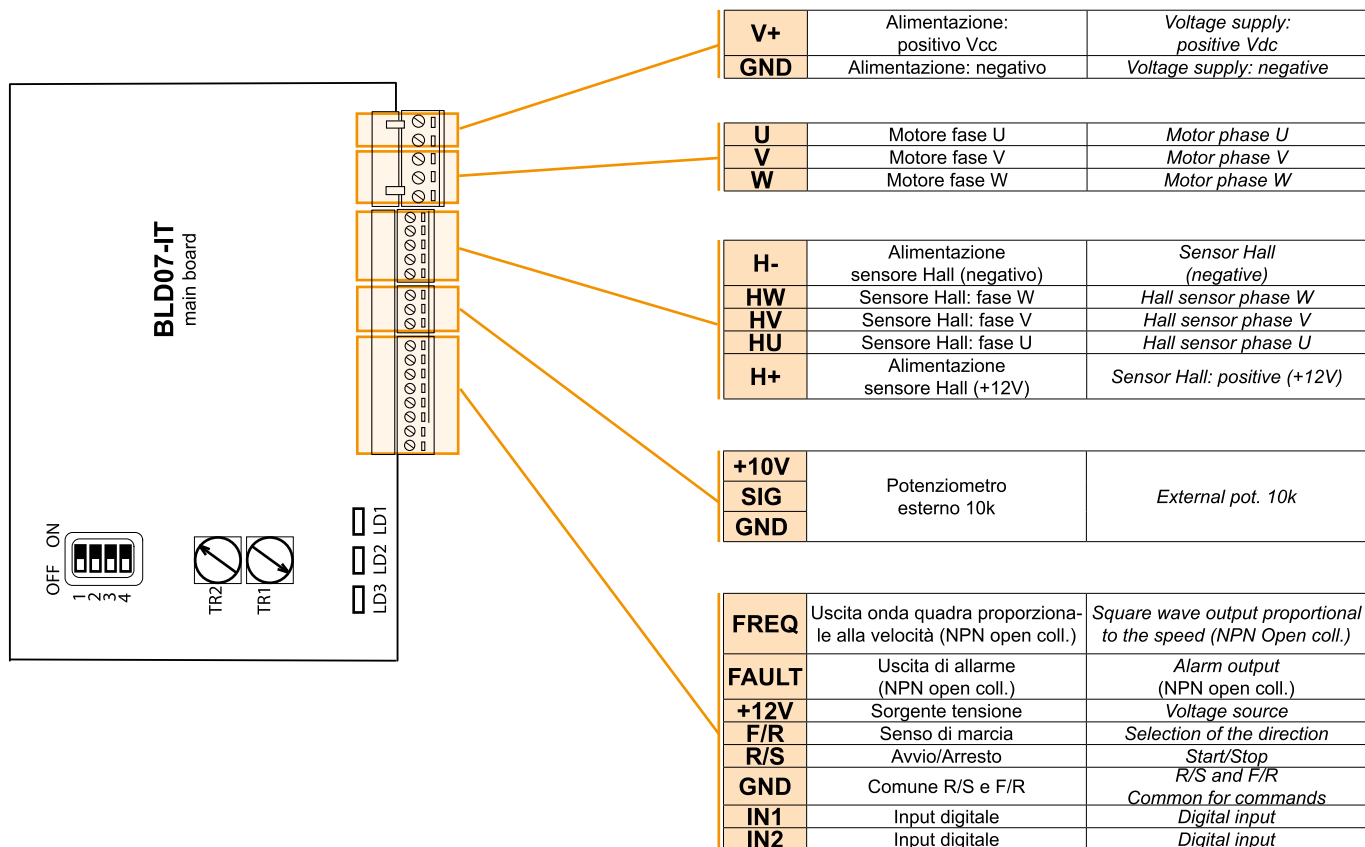 V+
Alimentazione:
positivo Vcc
Voltage supply:
positive Vdc
GND
Alimentazione: negativo
Voltage supply: negative
U
Motore fase U
Motor phase U
V
Motore fase V
Motor phase V
W
Motore fase W
Motor phase W
H-
Alimentazione
sensore Hall (negativo)
Sensor Hall
(negative)
HW
Sensore Hall: fase W
Hall sensor phase W
HV
Sensore Hall: fase V
Hall sensor phase V
HU
Sensore Hall: fase U
Hall sensor phase U
H+
Alimentazione
sensore Hall (+12V)
Sensor Hall: positive (+12V)
+10V
SIG
GND
Potenziometro
esterno 10k
External pot. 10k
FREQ
Uscita onda quadra proporziona-
le alla velocità (NPN open coll.)
Square wave output proportional
to the speed (NPN Open coll.)
FAULT
Uscita di allarme
(NPN open coll.)
Alarm output
(NPN open coll.)
+12V
Sorgente tensione
Voltage source
F/R
Senso di marcia
Selection of the direction
R/S
Avvio/Arresto
Start/Stop
GND
Comune R/S e F/R
R/S and F/R
Common for commands
IN1
Input digitale
Digital input
IN2
Input digitale
Digital input
BLD07-IT
main board
OFF ON
1
2
3
4
TR2
TR1
LD1
LD2
LD3